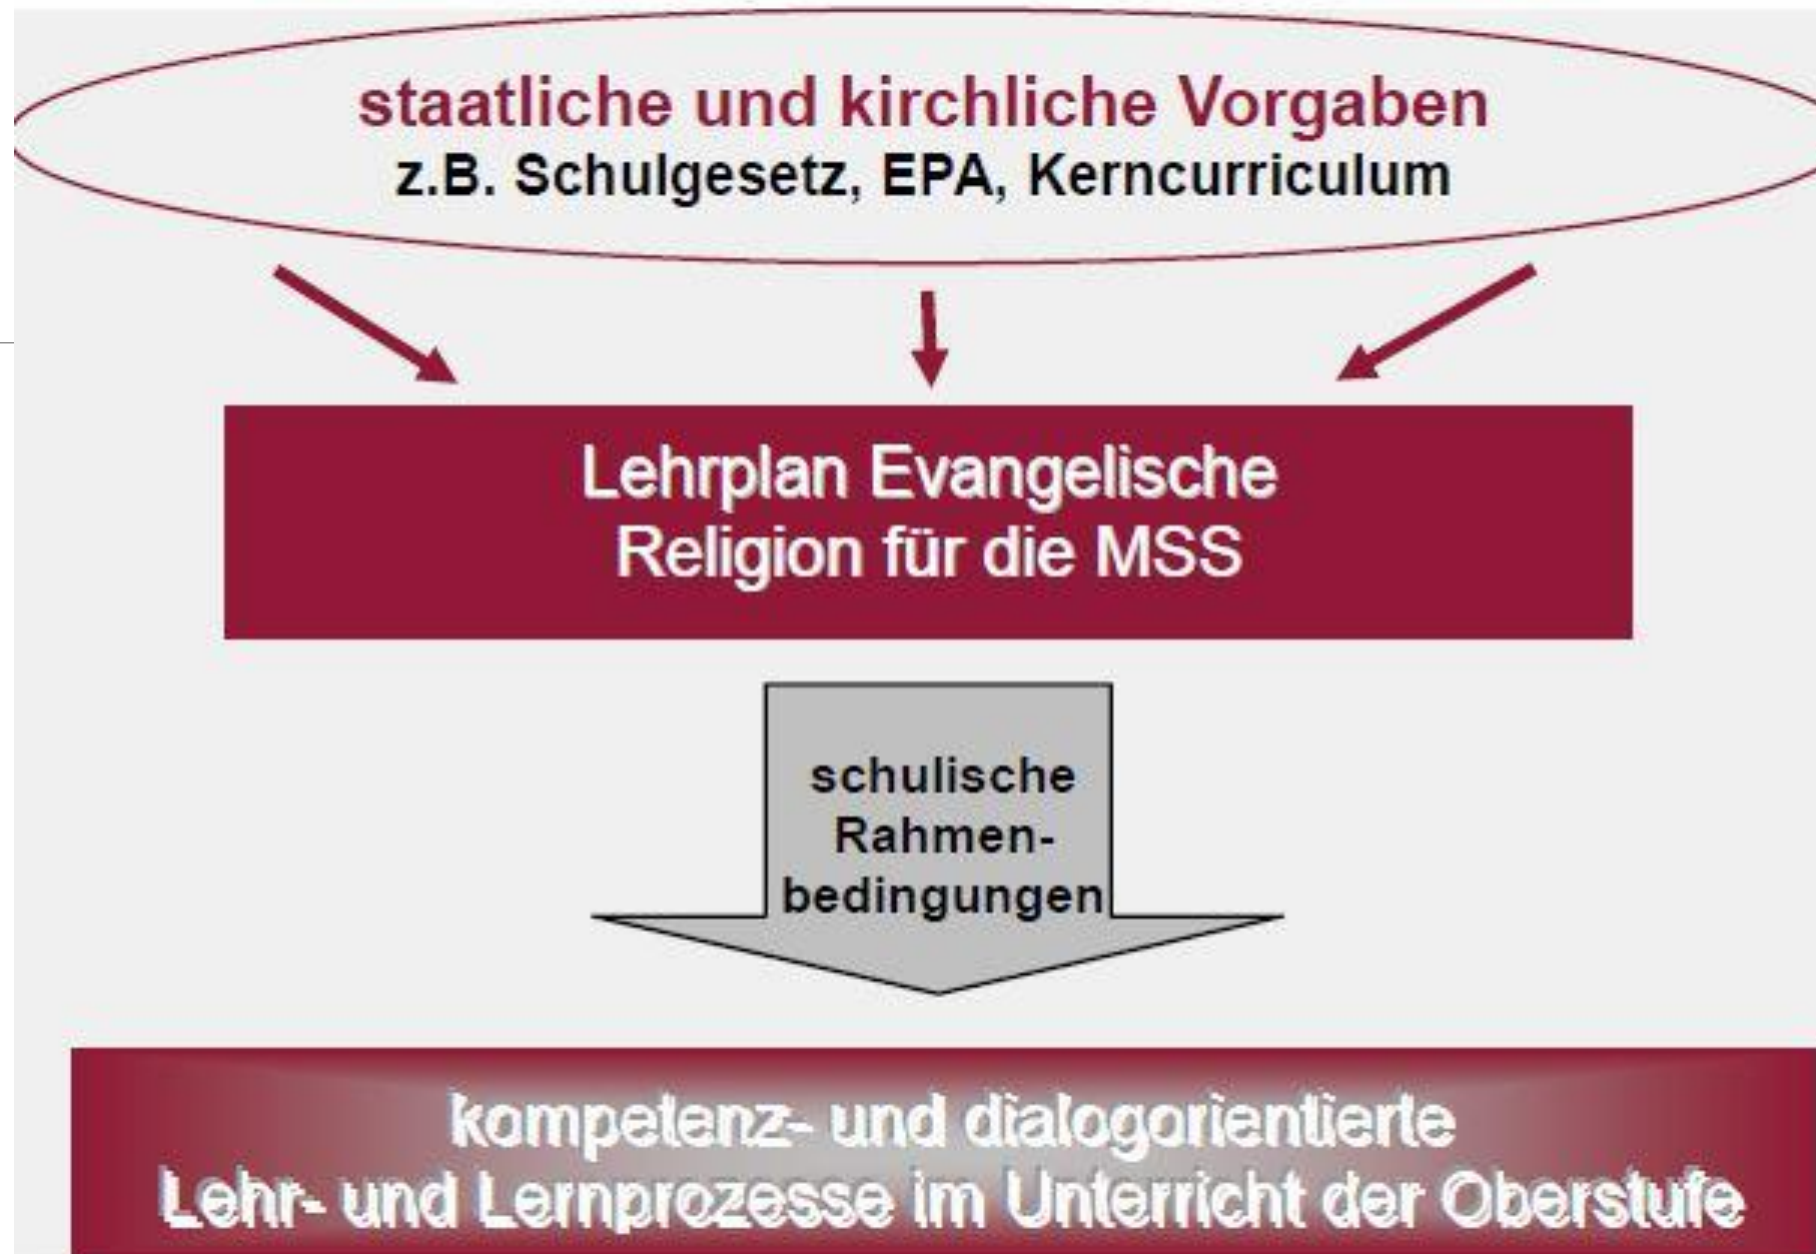 staatliche und kirchliche Vorgaben
z.B. Schulgesetz, EPA, Kerncurriculum
Lehrplan Evangelische
Religion für die MSS
schulische
Rahmen-
bedingungen
kompetenz- und dialogorientierte
Lehr- und Lernprozesse im Unterricht der Oberstufe